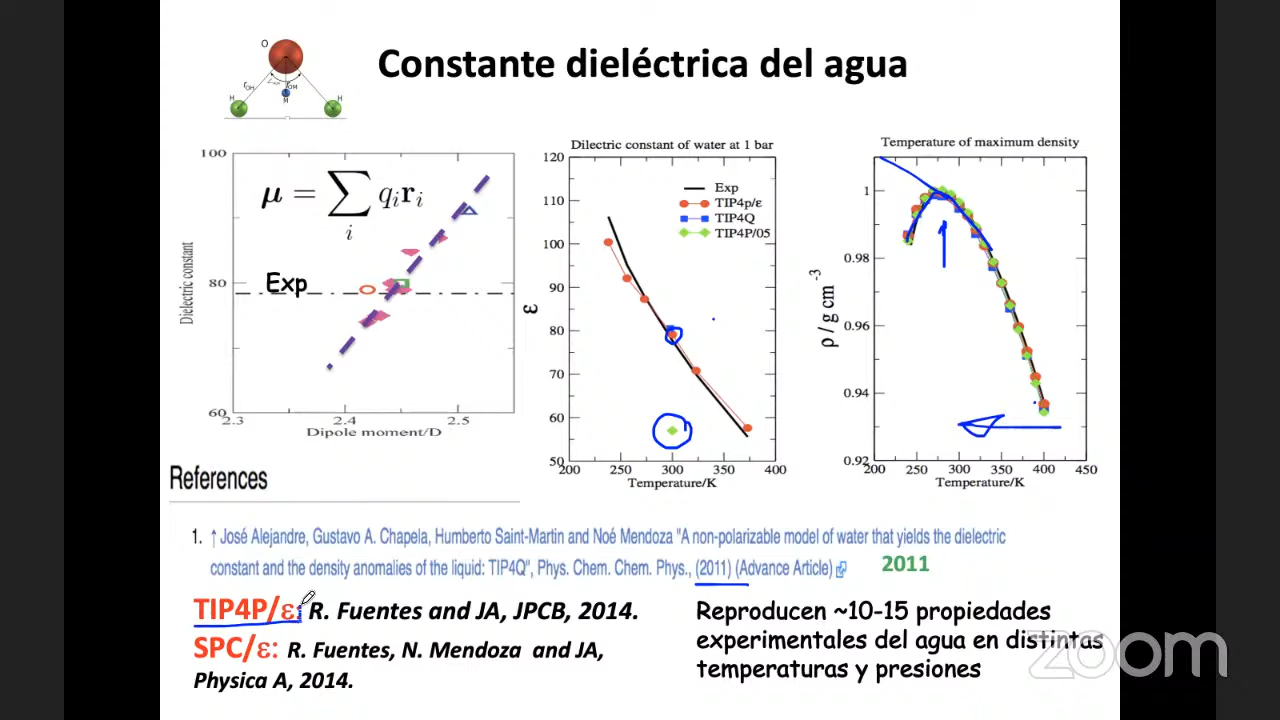 Constante dieléctrica del agua
O
r_OH
r_OM
H
M
H
100
80
60
2.3
2.4
2.5
Dielectric constant
Dipole moment/D
μ = ∑ q_i r_i
i
Exp
Dilectric constant of water at 1 bar
120
110
100
90
80
70
60
50
200
250
300
350
400
ε
Temperature/K
Exp
TIP4p/ε
TIP4Q
TIP4P/05
Temperature of maximum density
1
0.98
0.96
0.94
0.92
200
250
300
350
400
450
ρ / g cm⁻³
Temperature/K
References
1. ↑ José Alejandre, Gustavo A. Chapela, Humberto Saint-Martin and Noé Mendoza "A non-polarizable model of water that yields the dielectric
constant and the density anomalies of the liquid: TIP4Q", Phys. Chem. Chem. Phys., (2011) (Advance Article)
2011
TIP4P/ε: R. Fuentes and JA, JPCB, 2014.
SPC/ε: R. Fuentes, N. Mendoza and JA,
Physica A, 2014.
Reproducen ~10-15 propiedades
experimentales del agua en distintas
temperaturas y presiones
zoom